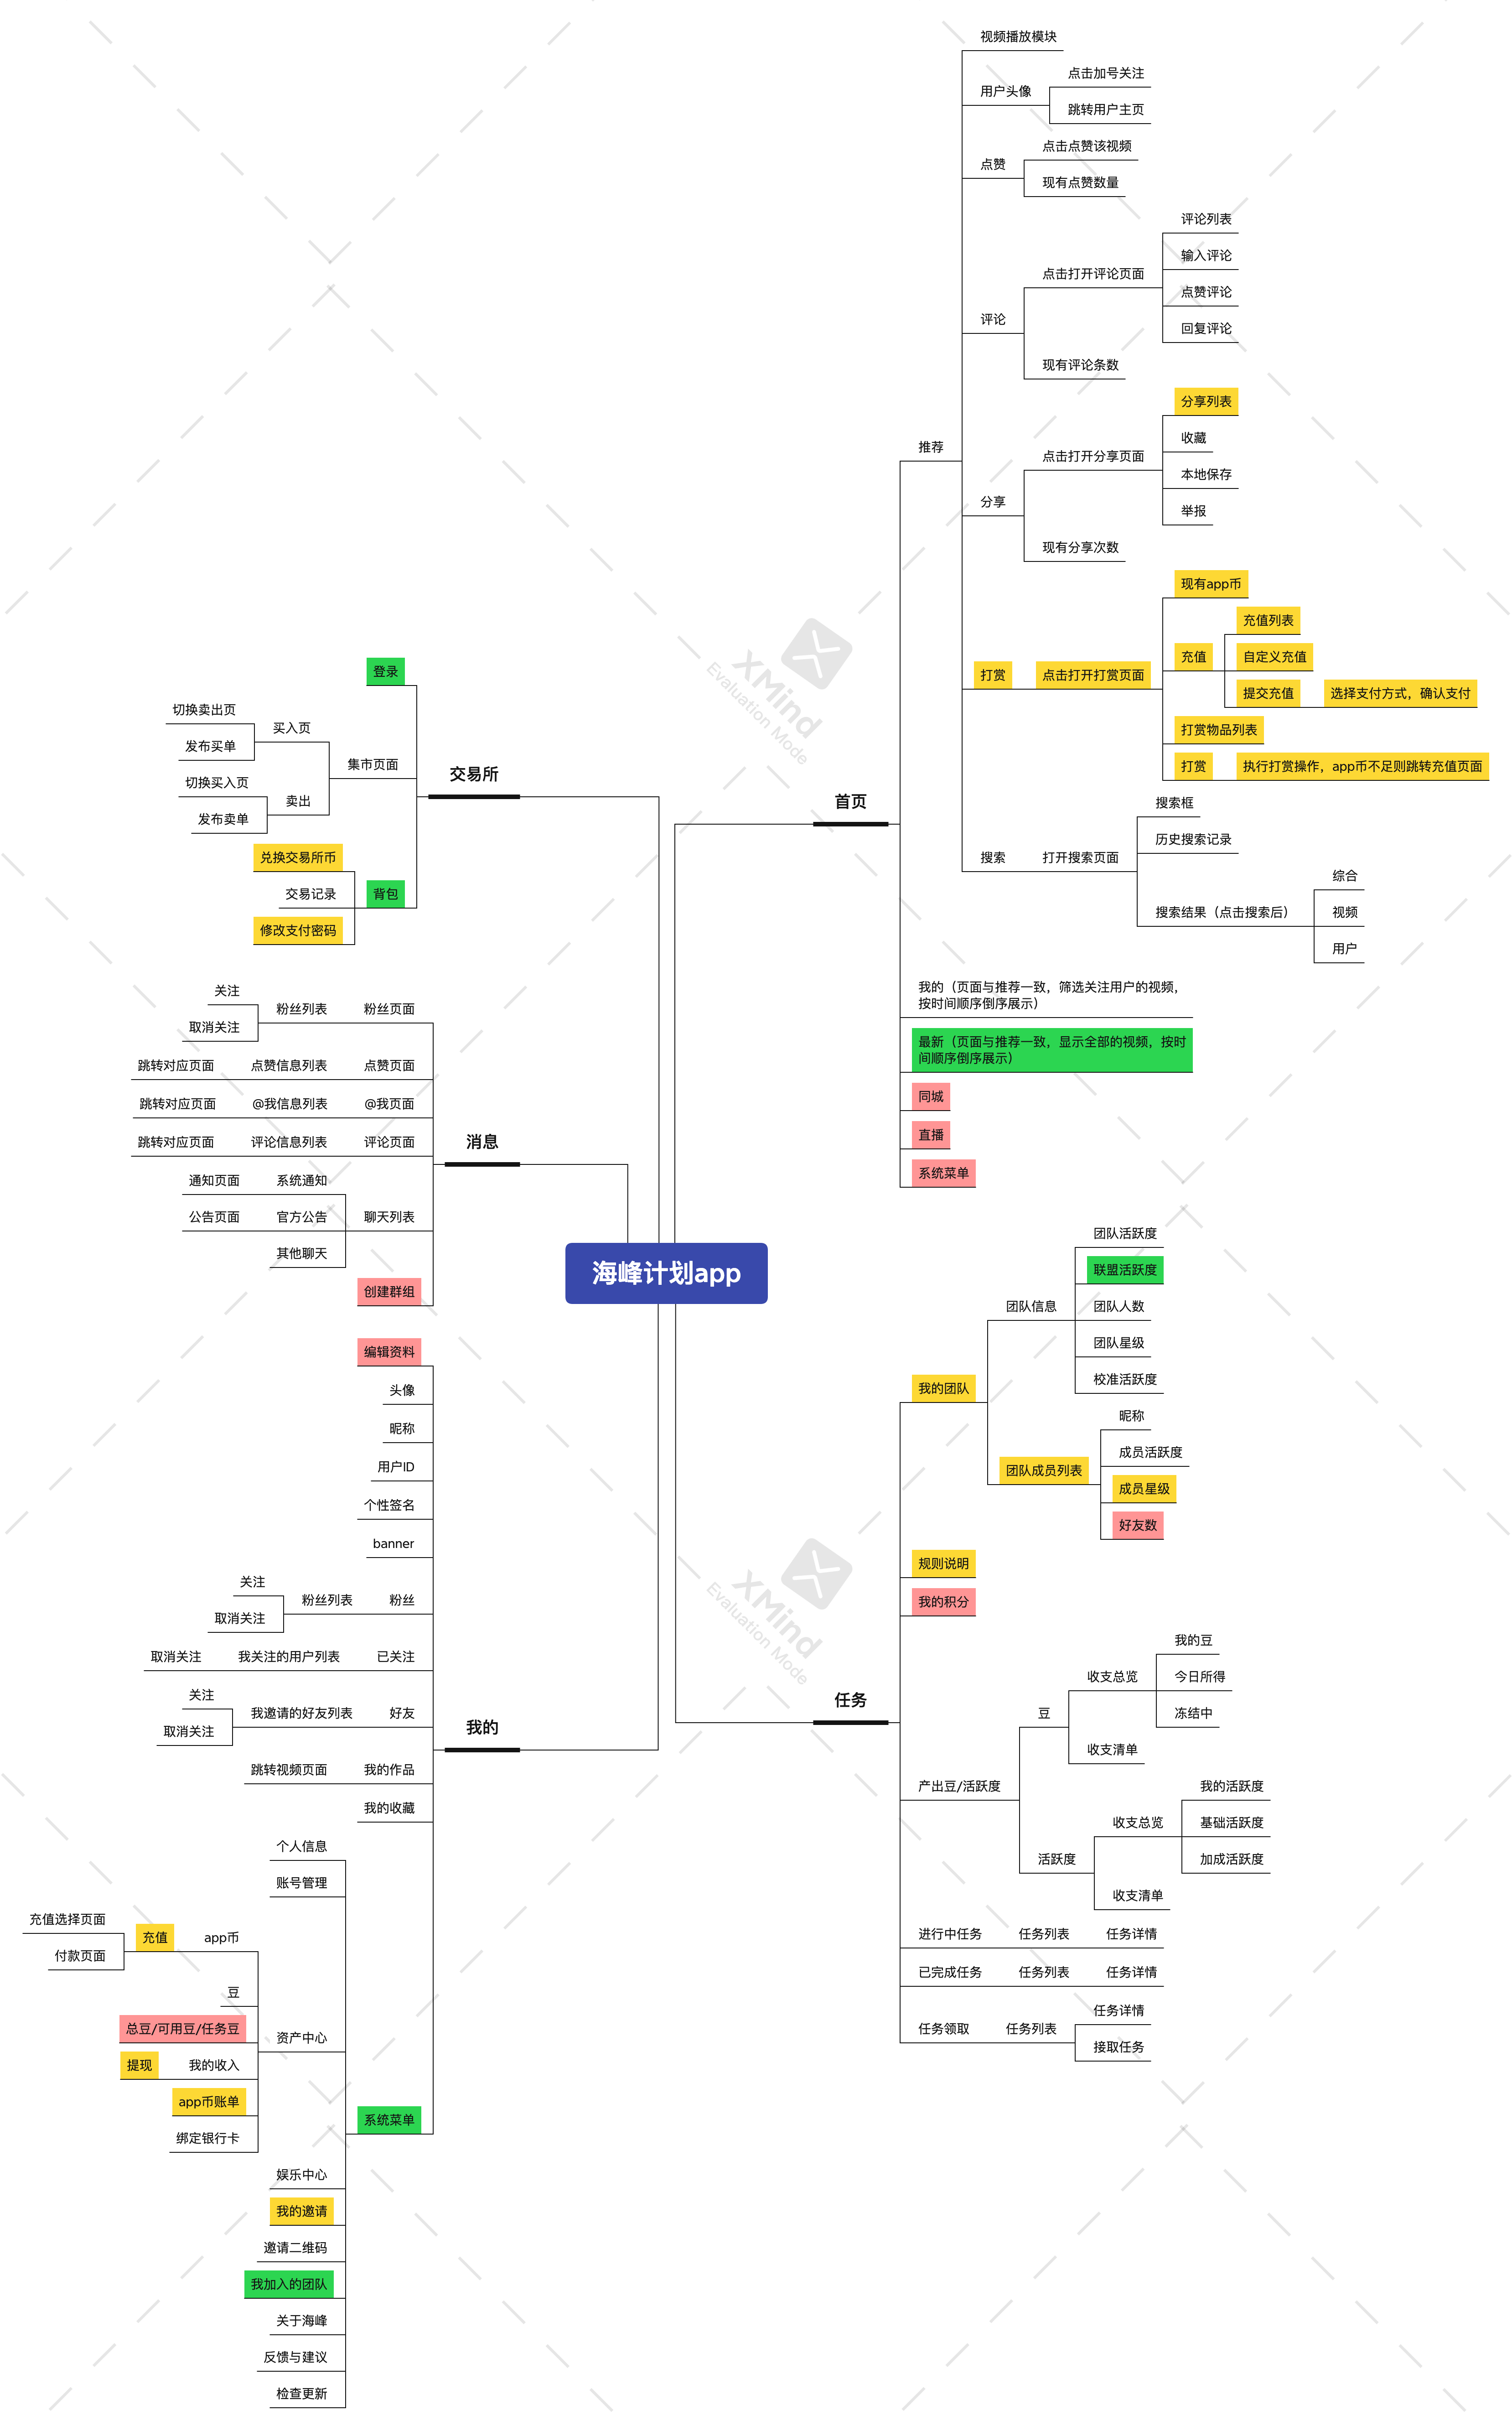 海峰计划app
首页
推荐
视频播放模块
用户头像
点击加号关注
跳转用户主页
点赞
点击点赞该视频
现有点赞数量
评论
点击打开评论页面
评论列表
输入评论
点赞评论
回复评论
现有评论条数
分享
点击打开分享页面
分享列表
收藏
本地保存
举报
现有分享次数
打赏
点击打开打赏页面
现有app币
充值
充值列表
自定义充值
提交充值
选择支付方式，确认支付
打赏物品列表
打赏
执行打赏操作，app币不足则跳转充值页面
搜索
打开搜索页面
搜索框
历史搜索记录
搜索结果（点击搜索后）
综合
视频
用户
我的（页面与推荐一致，筛选关注用户的视频，
按时间顺序倒序展示）
最新（页面与推荐一致，显示全部的视频，按时
间顺序倒序展示）
同城
直播
系统菜单
任务
我的团队
团队信息
团队活跃度
联盟活跃度
团队人数
团队星级
校准活跃度
团队成员列表
昵称
成员活跃度
成员星级
好友数
规则说明
我的积分
产出豆/活跃度
豆
收支总览
我的豆
今日所得
冻结中
收支清单
活跃度
收支总览
我的活跃度
基础活跃度
加成活跃度
收支清单
进行中任务
任务列表
任务详情
已完成任务
任务列表
任务详情
任务领取
任务列表
任务详情
接取任务
交易所
登录
集市页面
买入页
切换卖出页
发布买单
卖出
切换买入页
发布卖单
背包
兑换交易所币
交易记录
修改支付密码
消息
粉丝页面
粉丝列表
关注
取消关注
点赞页面
点赞信息列表
跳转对应页面
@我页面
@我信息列表
跳转对应页面
评论页面
评论信息列表
跳转对应页面
聊天列表
系统通知
通知页面
官方公告
公告页面
其他聊天
创建群组
我的
编辑资料
头像
昵称
用户ID
个性签名
banner
粉丝
粉丝列表
关注
取消关注
已关注
我关注的用户列表
取消关注
好友
我邀请的好友列表
关注
取消关注
我的作品
跳转视频页面
我的收藏
系统菜单
个人信息
账号管理
资产中心
app币
充值
充值选择页面
付款页面
豆
总豆/可用豆/任务豆
我的收入
提现
app币账单
绑定银行卡
娱乐中心
我的邀请
邀请二维码
我加入的团队
关于海峰
反馈与建议
检查更新
XMind
Evaluation Mode
XMind
Evaluation Mode